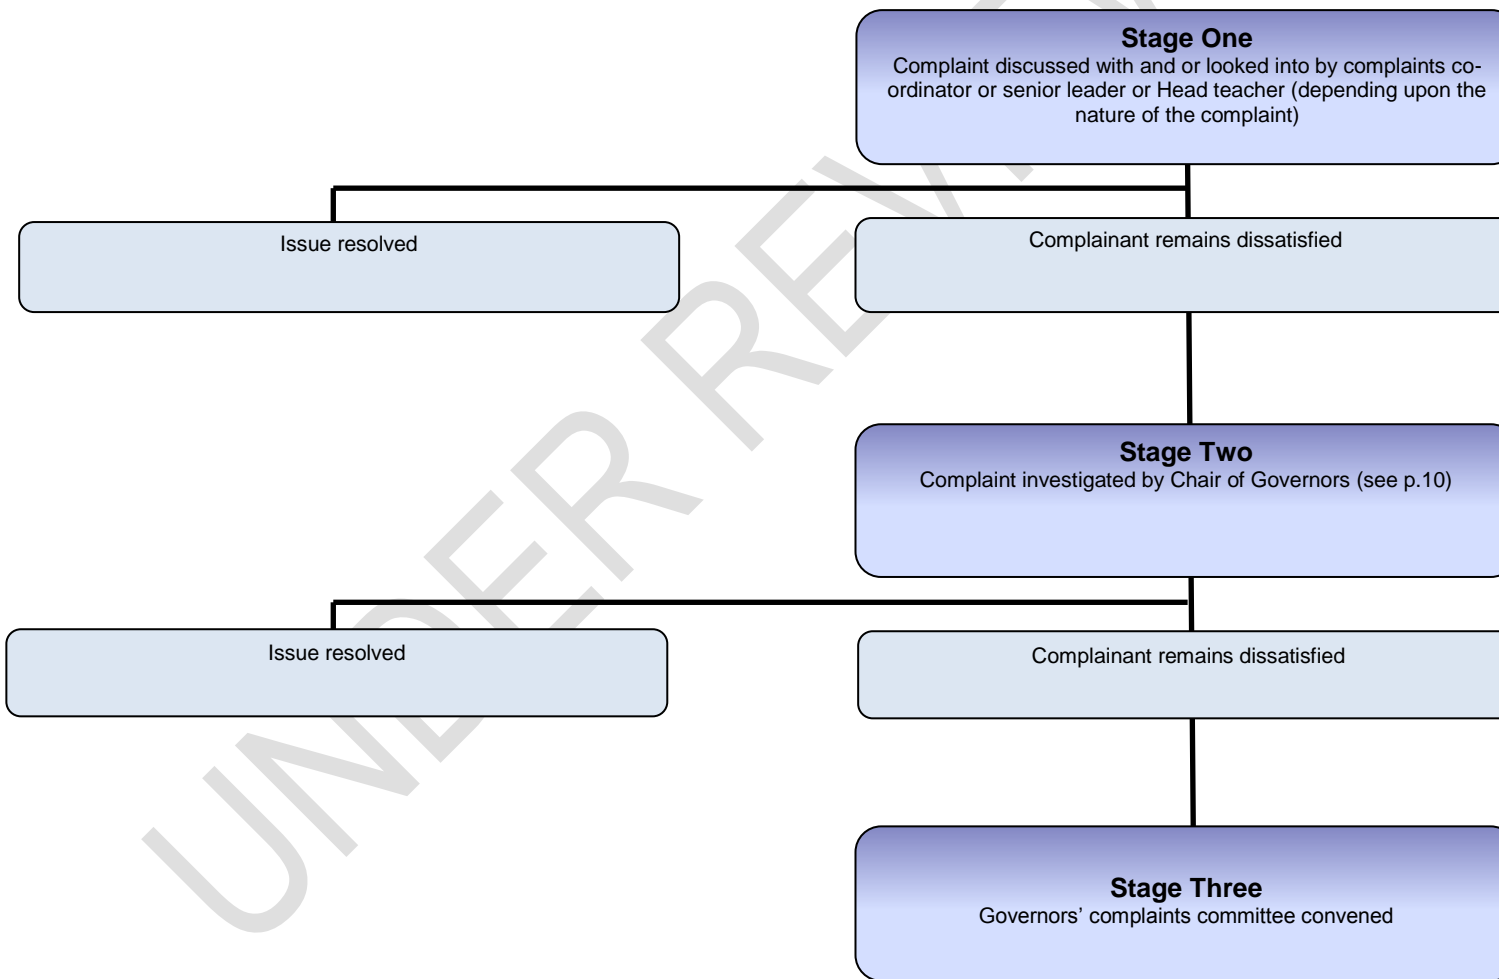 Stage One
Complaint discussed with and or looked into by complaints co-
ordinator or senior leader or Head teacher (depending upon the
nature of the complaint)
Issue resolved
Complainant remains dissatisfied
Stage Two
Complaint investigated by Chair of Governors (see p.10)
Issue resolved
Complainant remains dissatisfied
Stage Three
Governors’ complaints committee convened
UNDER REV